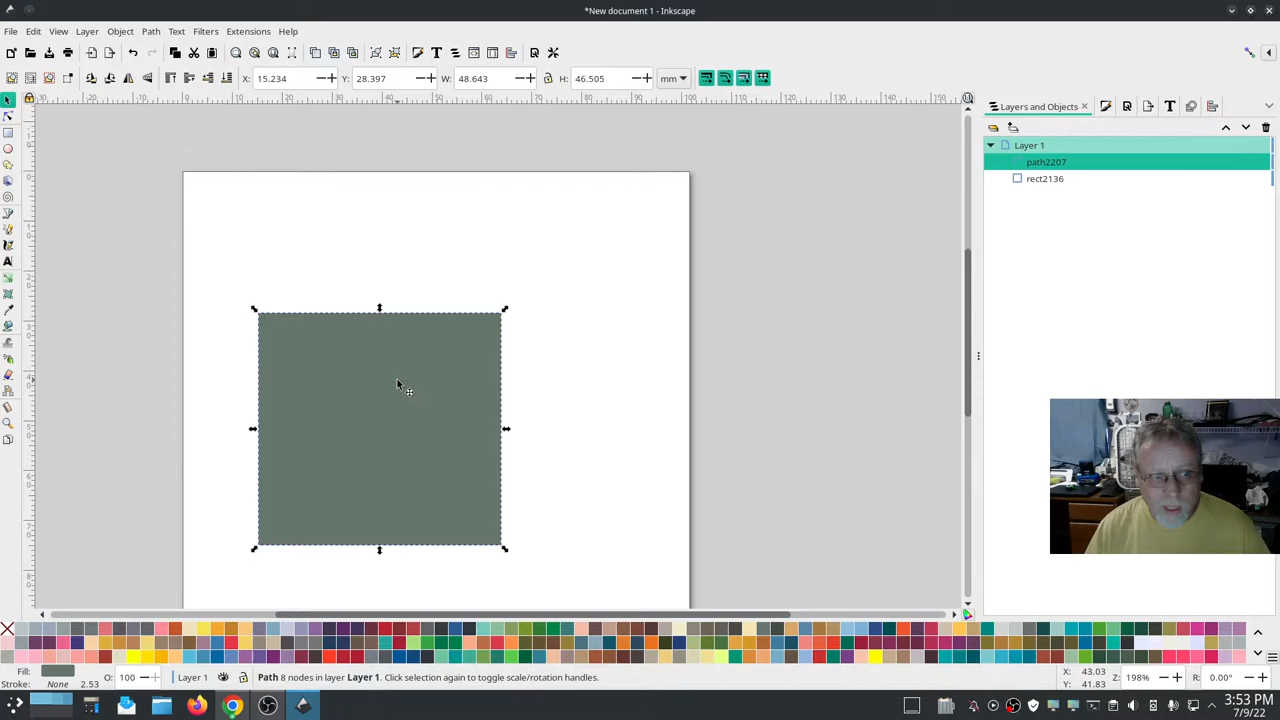 *New document 1 - Inkscape
File Edit View Layer Object Path Text Filters Extensions Help
X: 15.234 Y: 28.397 W: 48.643 H: 46.505 mm
Layers and Objects
Layer 1
path2207
rect2136
Fill: O: 100 Layer 1 Path 8 nodes in layer Layer 1. Click selection again to toggle scale/rotation handles. X: 43.03 Z: 198% R: 0.00°
Stroke: None 2.53 Y: 41.83
3:53 PM
7/9/22